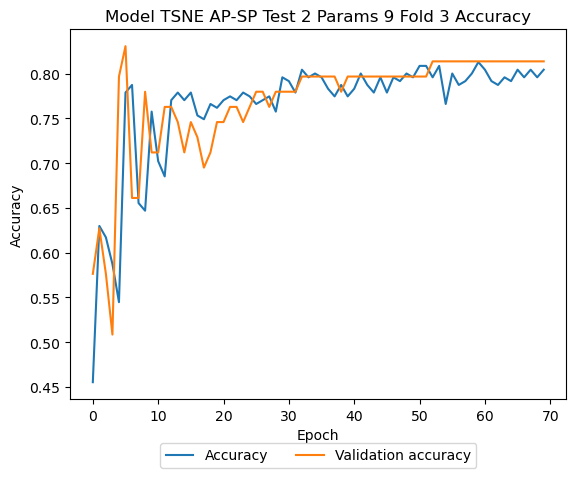 Model TSNE AP-SP Test 2 Params 9 Fold 3 Accuracy
0.80
0.75
0.70
0.65
0.60
0.55
0.50
0.45
Accuracy
0 10 20 30 40 50 60 70
Epoch
Accuracy Validation accuracy